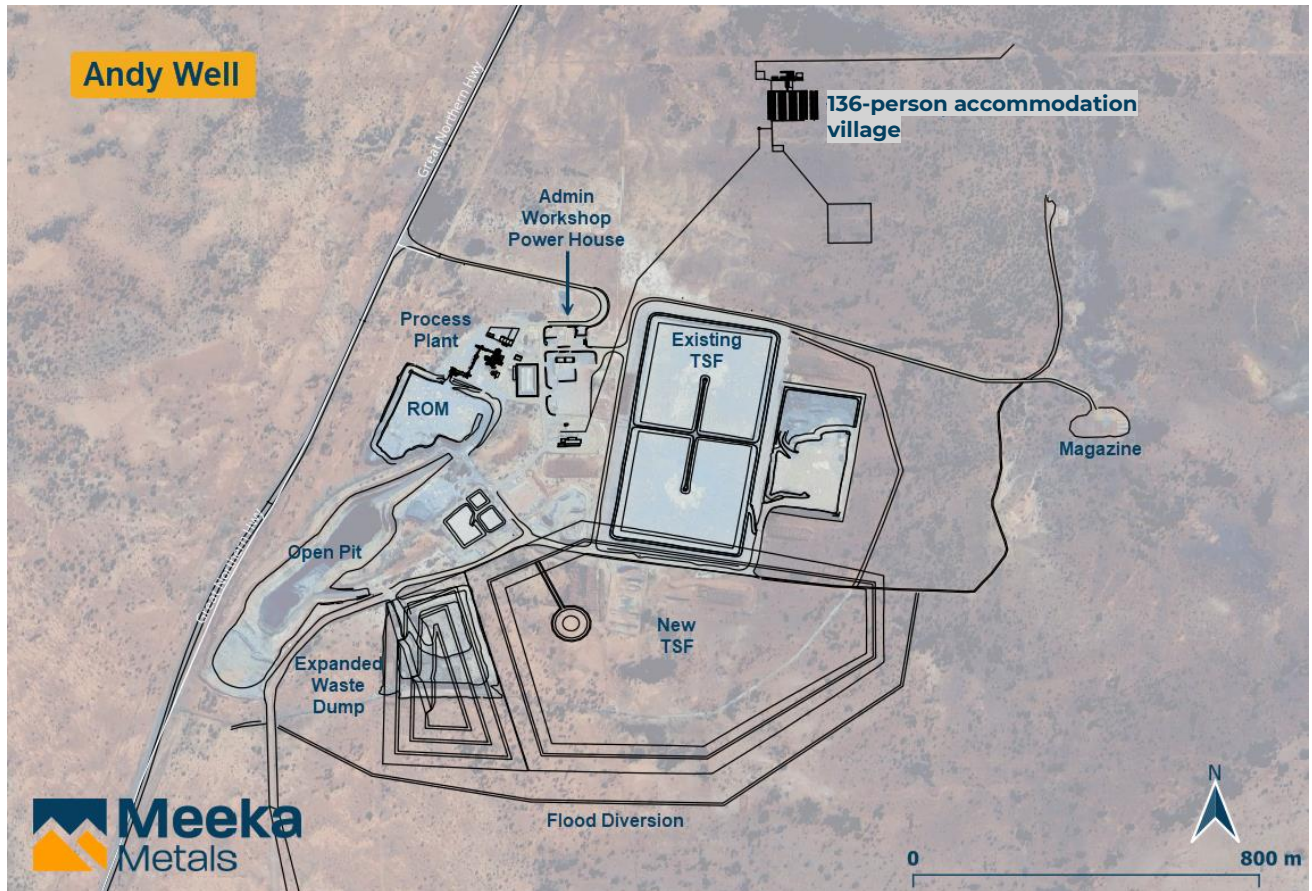 Andy Well
Great Northern Hwy
136-person accommodation
village
Admin
Workshop
Power House
Process
Plant
Existing
TSF
ROM
Magazine
Open Pit
Great Northern Hwy
New
TSF
Expanded
Waste
Dump
Flood Diversion
N
Meeka
Metals
0 800 m